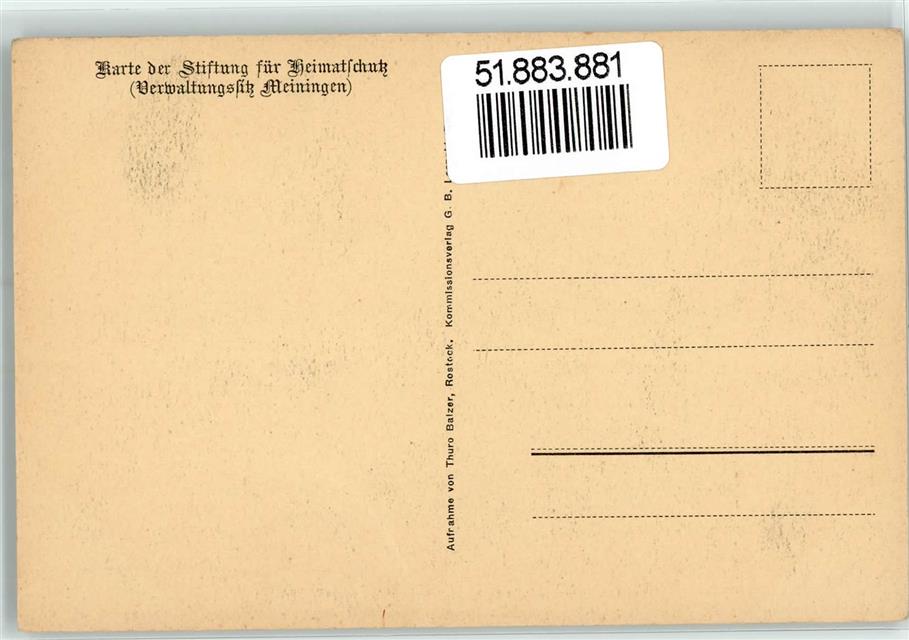 Karte der Stiftung für Heimatschutz
(Verwaltungssitz Meiningen)
51.883.881
Aufnahme von Thuro Balzer, Rostock. Kommissionsverlag G. B.